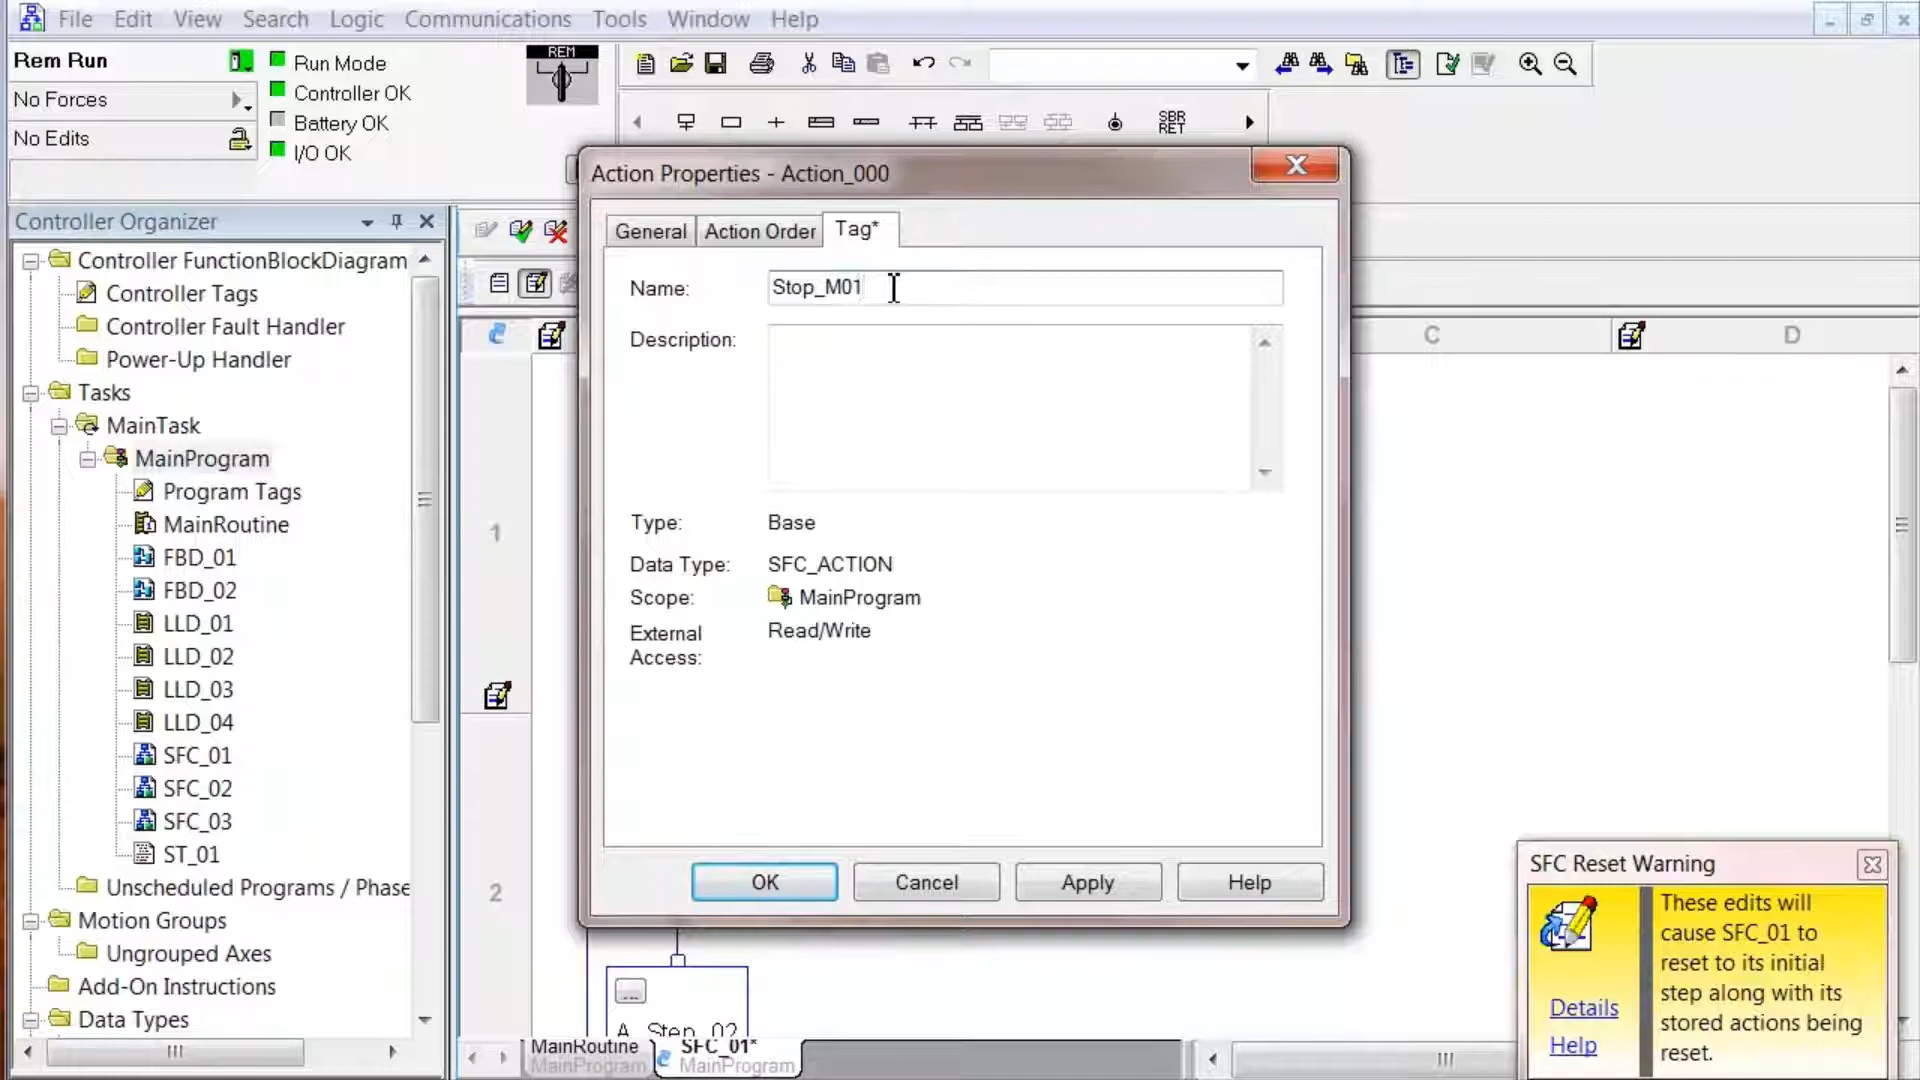 File Edit View Search Logic Communications Tools Window Help
Rem Run
No Forces
No Edits
Run Mode
Controller OK
Battery OK
I/O OK
REM
SBR
RET
Action Properties - Action_000
General Action Order Tag*
Name: Stop_M01
Description:
Type: Base
Data Type: SFC_ACTION
Scope: MainProgram
External Access: Read/Write
OK Cancel Apply Help
Controller Organizer
Controller FunctionBlockDiagram
Controller Tags
Controller Fault Handler
Power-Up Handler
Tasks
MainTask
MainProgram
Program Tags
MainRoutine
FBD_01
FBD_02
LLD_01
LLD_02
LLD_03
LLD_04
SFC_01
SFC_02
SFC_03
ST_01
Unscheduled Programs / Phase
Motion Groups
Ungrouped Axes
Add-On Instructions
Data Types
C D
1
2
A_Step_02
MainRoutine
MainProgram
SFC_01*
MainProgram
SFC Reset Warning
These edits will
cause SFC_01 to
reset to its initial
step along with its
stored actions being
reset.
Details
Help